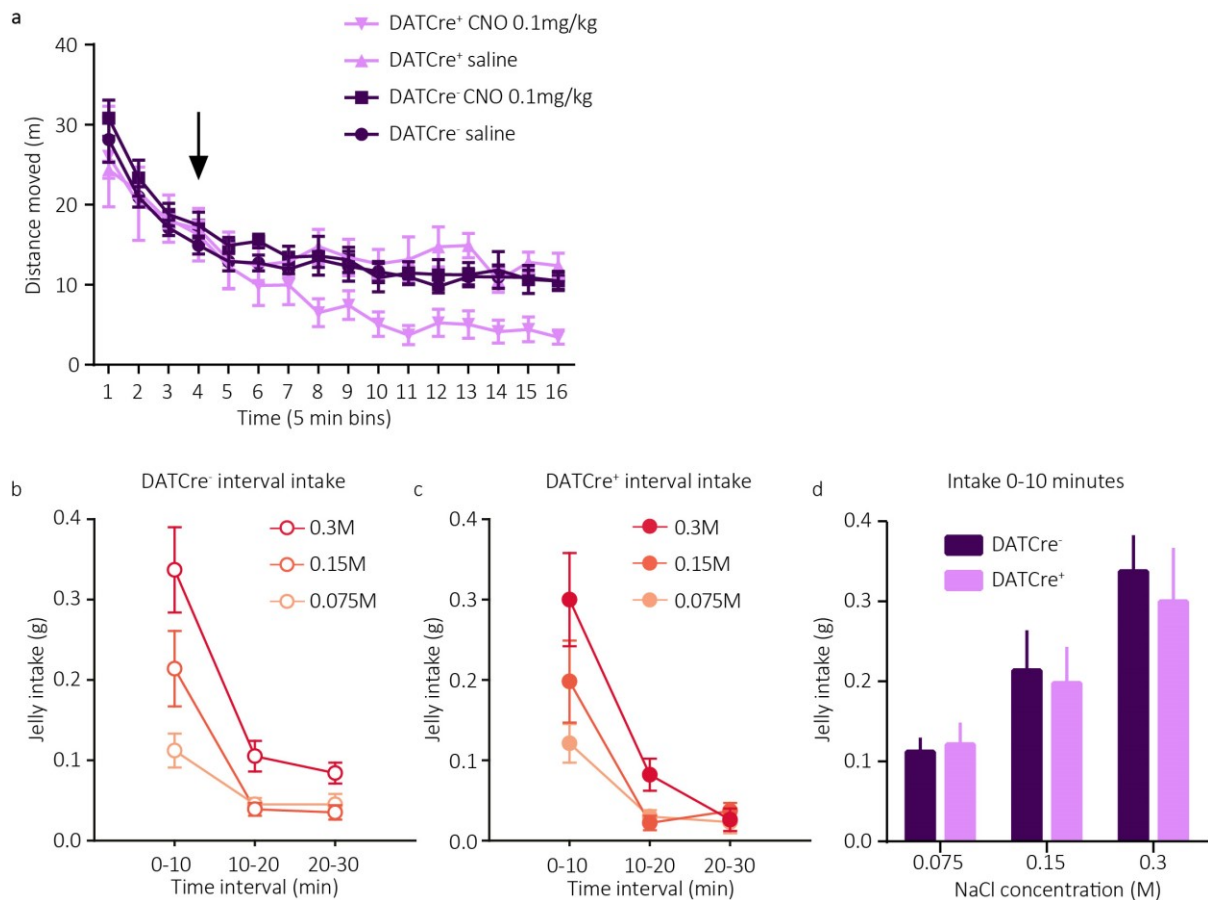 a
DATCre⁺ CNO 0.1mg/kg
DATCre⁺ saline
DATCre⁻ CNO 0.1mg/kg
DATCre⁻ saline
40
30
20
10
0
Distance moved (m)
1 2 3 4 5 6 7 8 9 10 11 12 13 14 15 16
Time (5 min bins)
b
DATCre⁻ interval intake
0.3M
0.15M
0.075M
0.4
0.3
0.2
0.1
0.0
Jelly intake (g)
0-10 10-20 20-30
Time interval (min)
c
DATCre⁺ interval intake
0.3M
0.15M
0.075M
0.4
0.3
0.2
0.1
0.0
Jelly intake (g)
0-10 10-20 20-30
Time interval (min)
d
Intake 0-10 minutes
DATCre⁻
DATCre⁺
0.4
0.3
0.2
0.1
0.0
Jelly intake (g)
0.075 0.15 0.3
NaCl concentration (M)